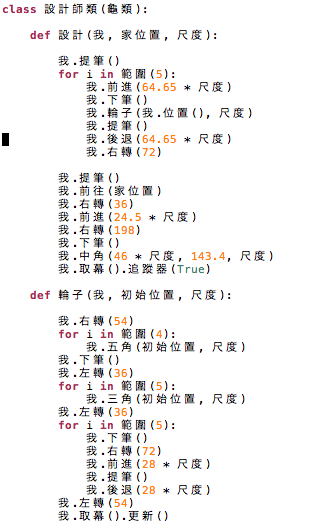 class 設計師類(龜類):
def 設計(我, 家位置, 尺度):
我.提筆()
for i in 範圍(5):
我.前進(64.65 * 尺度)
我.下筆()
我.輪子(我.位置(), 尺度)
我.提筆()
我.後退(64.65 * 尺度)
我.右轉(72)
我.提筆()
我.前往(家位置)
我.右轉(36)
我.前進(24.5 * 尺度)
我.右轉(198)
我.下筆()
我.中角(46 * 尺度, 143.4, 尺度)
我.取幕().追蹤器(True)
def 輪子(我, 初始位置, 尺度):
我.右轉(54)
for i in 範圍(4):
我.五角(初始位置, 尺度)
我.下筆()
我.左轉(36)
for i in 範圍(5):
我.三角(初始位置, 尺度)
我.左轉(36)
for i in 範圍(5):
我.下筆()
我.右轉(72)
我.前進(28 * 尺度)
我.提筆()
我.後退(28 * 尺度)
我.左轉(54)
我.取幕().更新()